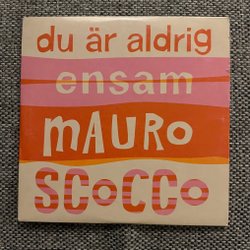 du är aldrig
ensam
MAURO
SCOCCO